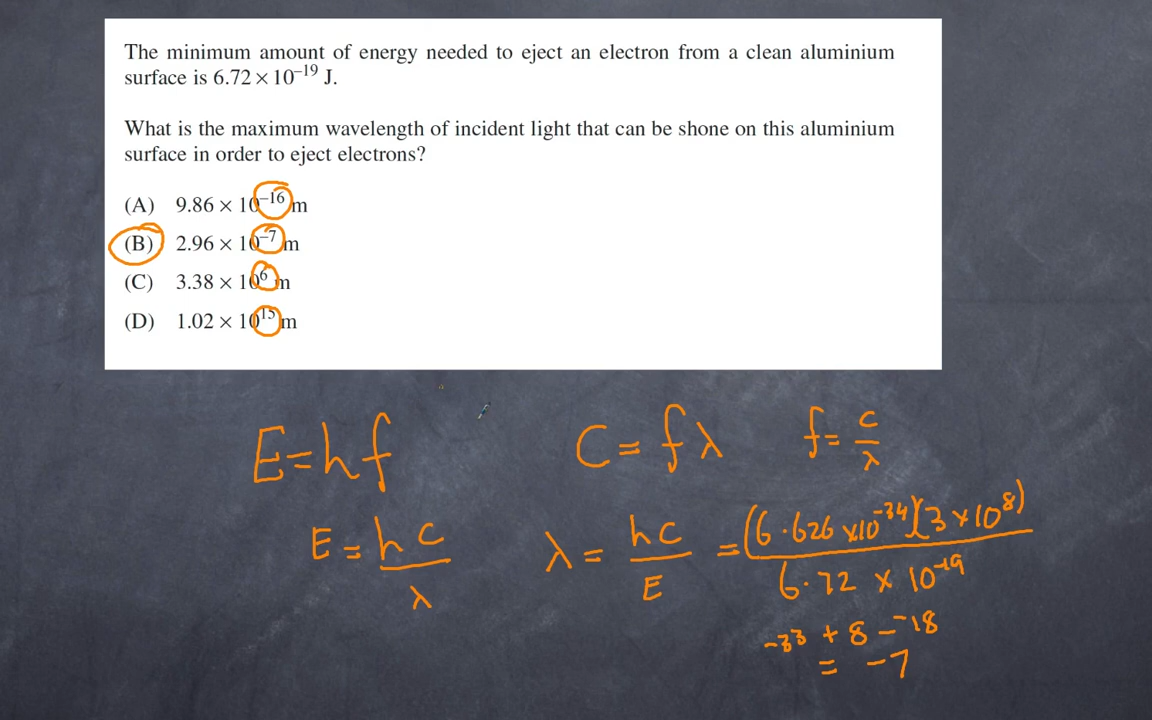 The minimum amount of energy needed to eject an electron from a clean aluminium
surface is 6.72 × 10⁻¹⁹ J.
What is the maximum wavelength of incident light that can be shone on this aluminium
surface in order to eject electrons?
(A) 9.86 × 10⁻¹⁶ m
(B) 2.96 × 10⁻⁷ m
(C) 3.38 × 10⁶ m
(D) 1.02 × 10¹⁵ m
E=hf C=fλ f=c/λ
E=hc/λ λ=hc/E=(6.626 ×10⁻³⁴)(3×10⁸)/6.72 × 10⁻¹⁹
-33 + 8 - -18
= -7